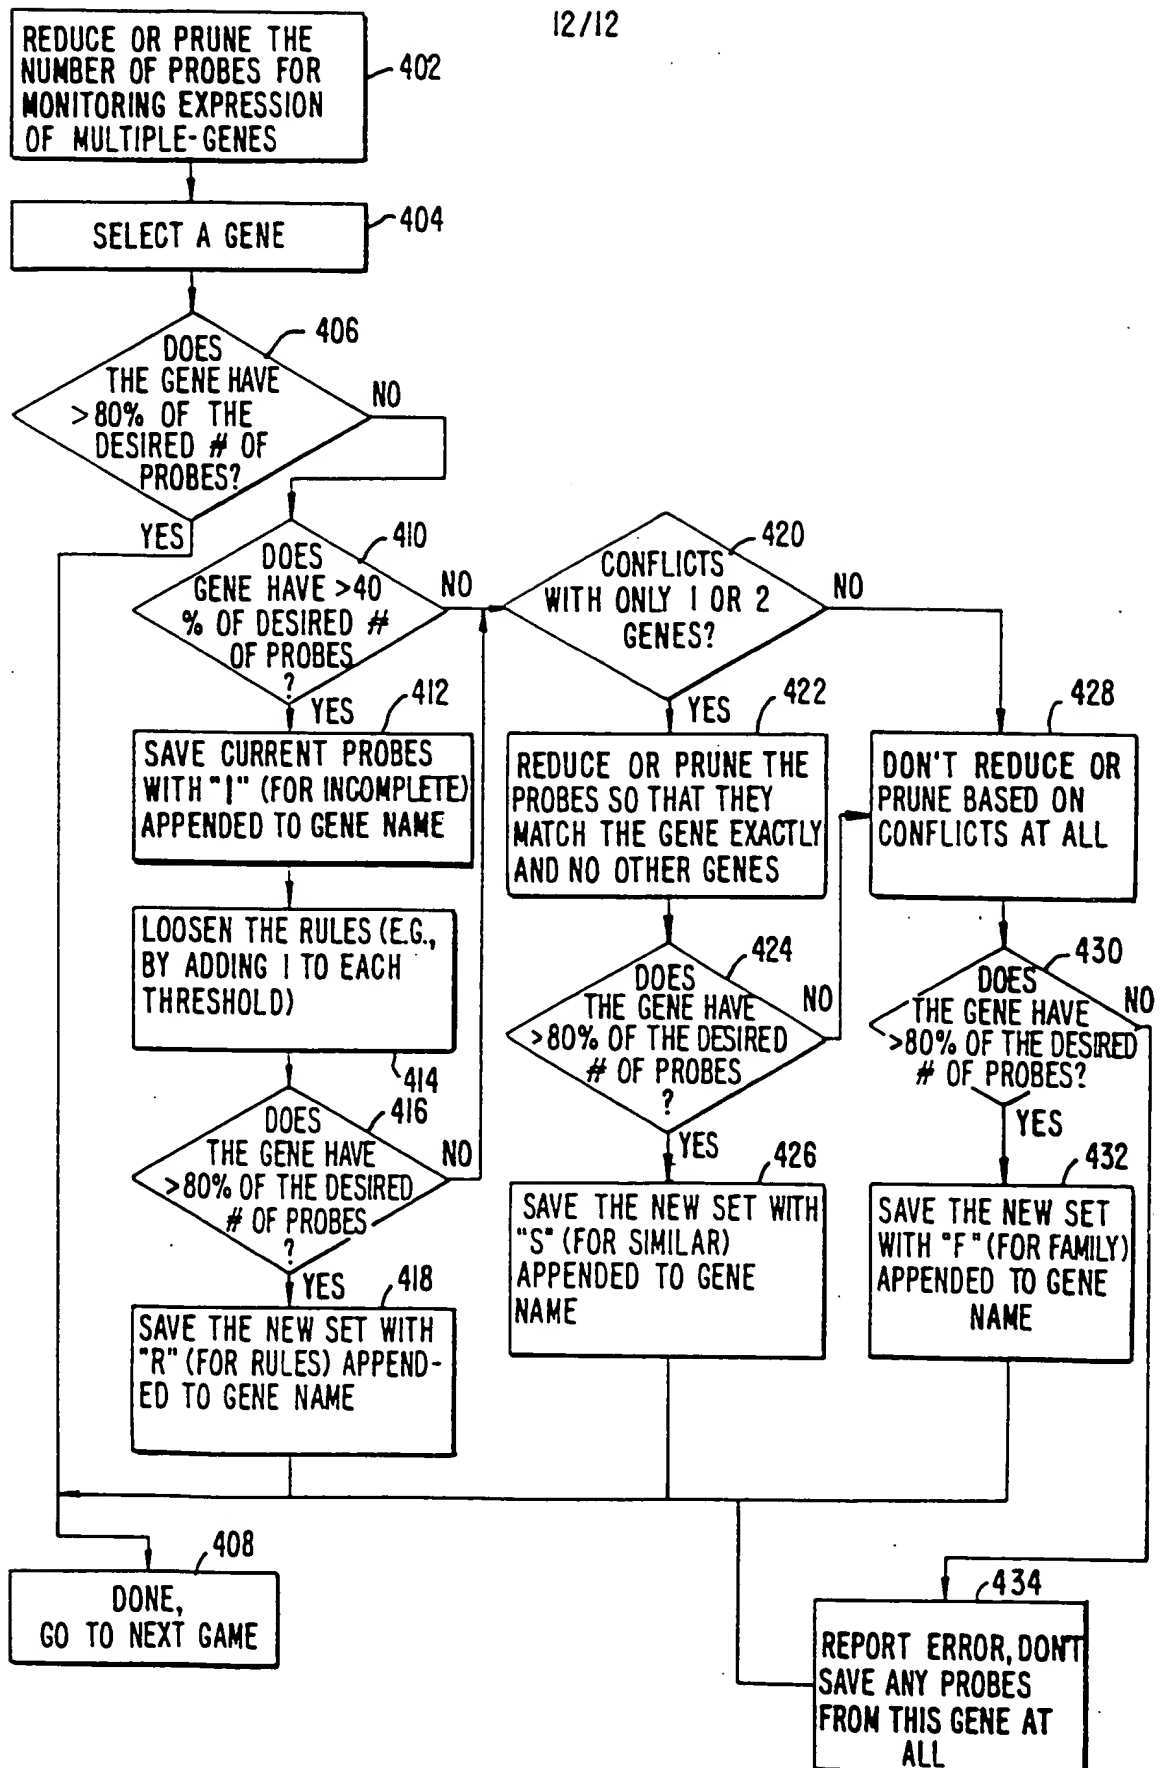 12/12
REDUCE OR PRUNE THE
NUMBER OF PROBES FOR
MONITORING EXPRESSION
OF MULTIPLE-GENES
402
SELECT A GENE
404
406
DOES
THE GENE HAVE
>80% OF THE
DESIRED # OF
PROBES?
NO
YES
410
DOES
GENE HAVE >40
% OF DESIRED #
OF PROBES
?
NO
YES
412
SAVE CURRENT PROBES
WITH "I" (FOR INCOMPLETE)
APPENDED TO GENE NAME
LOOSEN THE RULES (E.G.,
BY ADDING 1 TO EACH
THRESHOLD)
414
416
DOES
THE GENE HAVE
>80% OF THE DESIRED
# OF PROBES
?
NO
YES
418
SAVE THE NEW SET WITH
"R" (FOR RULES) APPEND-
ED TO GENE NAME
420
CONFLICTS
WITH ONLY 1 OR 2
GENES?
NO
YES
422
REDUCE OR PRUNE THE
PROBES SO THAT THEY
MATCH THE GENE EXACTLY
AND NO OTHER GENES
424
DOES
THE GENE HAVE
>80% OF THE DESIRED
# OF PROBES
?
NO
YES
426
SAVE THE NEW SET WITH
"S" (FOR SIMILAR)
APPENDED TO GENE
NAME
428
DON'T REDUCE OR
PRUNE BASED ON
CONFLICTS AT ALL
430
DOES
THE GENE HAVE
>80% OF THE DESIRED
# OF PROBES?
NO
YES
432
SAVE THE NEW SET
WITH "F" (FOR FAMILY)
APPENDED TO GENE
NAME
408
DONE,
GO TO NEXT GAME
434
REPORT ERROR, DON'T
SAVE ANY PROBES
FROM THIS GENE AT
ALL